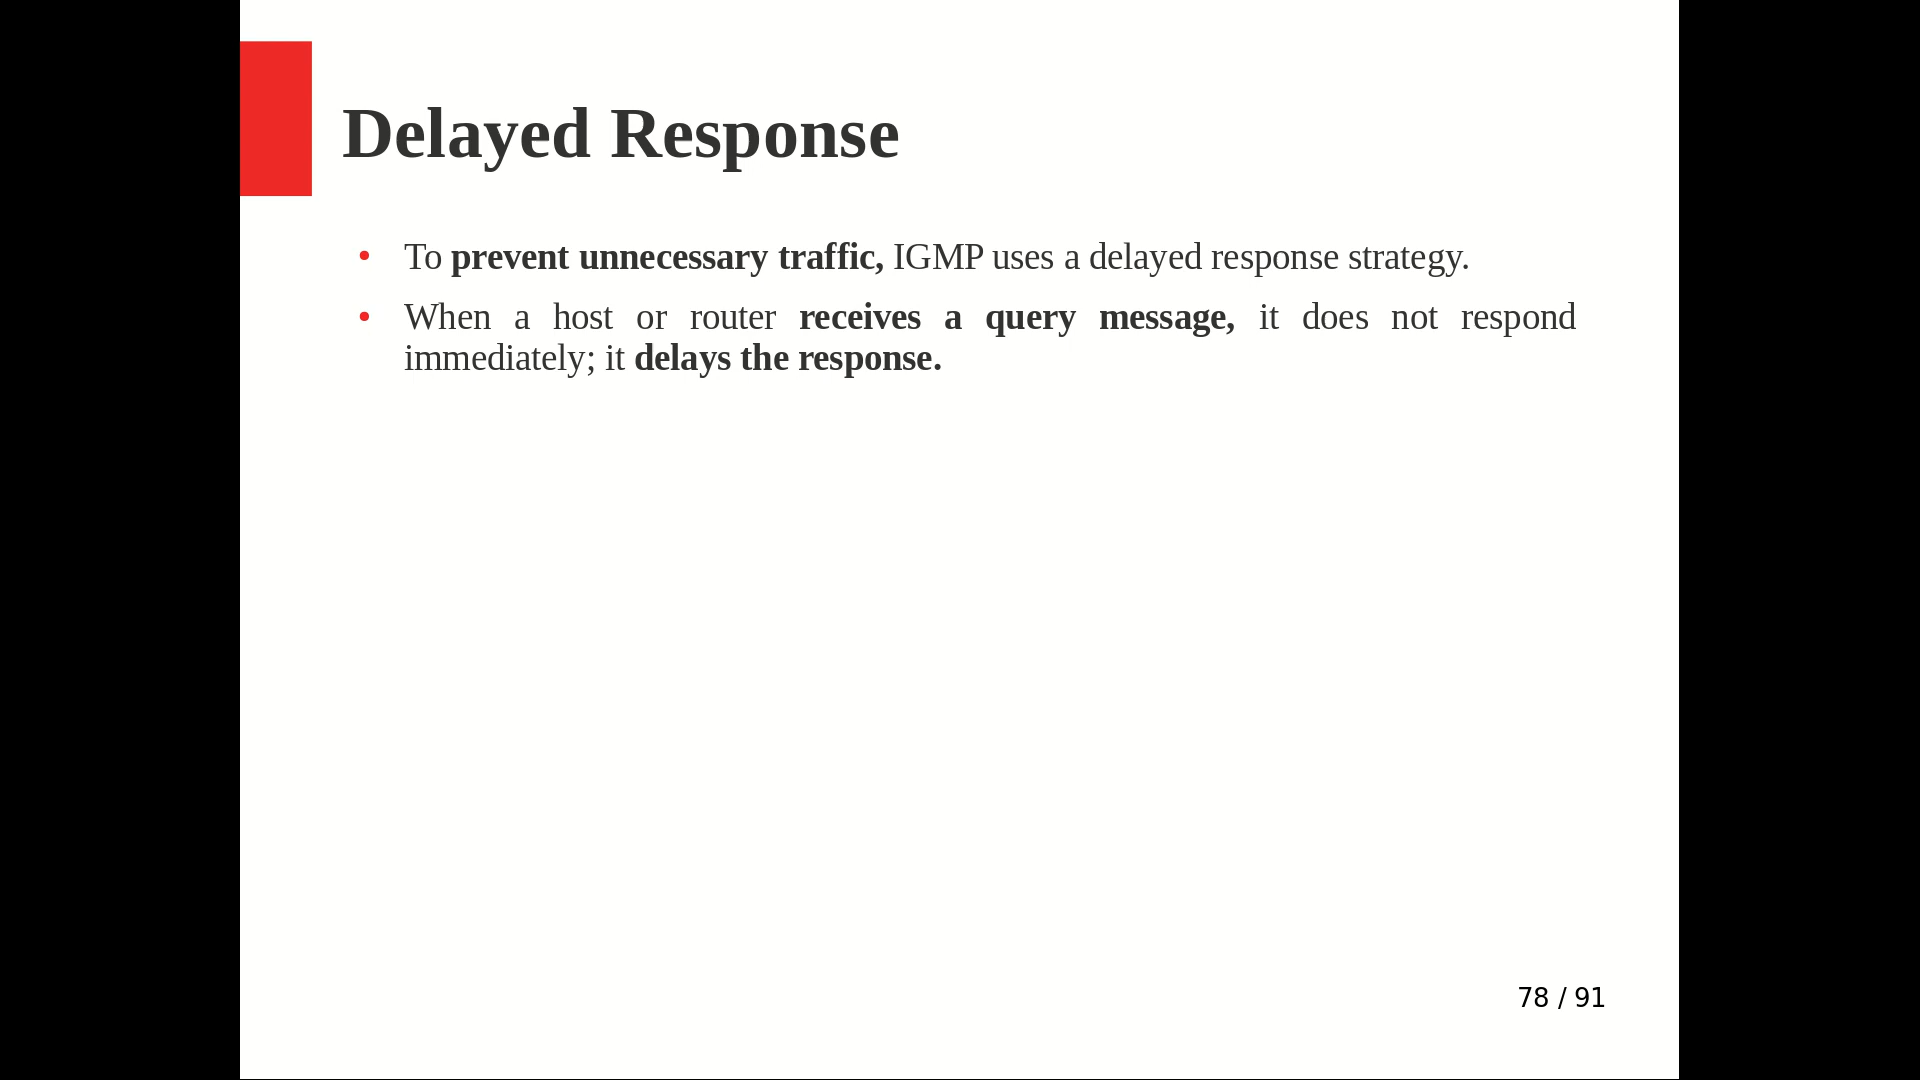 Delayed Response
• To prevent unnecessary traffic, IGMP uses a delayed response strategy.
• When a host or router receives a query message, it does not respond
immediately; it delays the response.
78 / 91